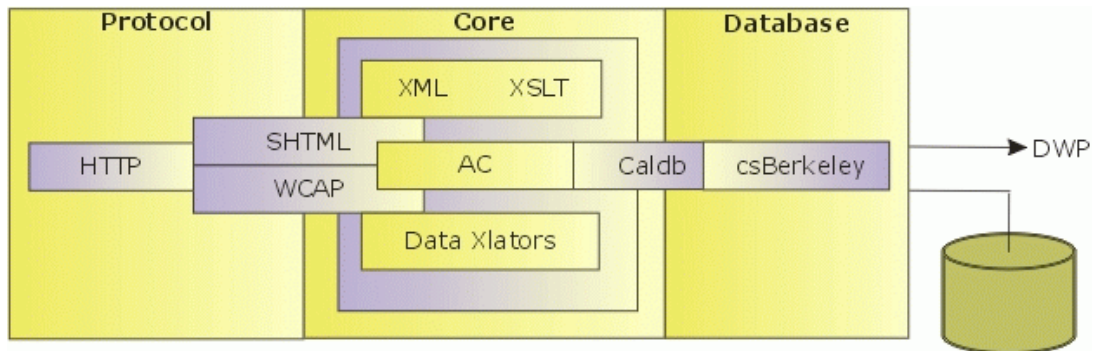 Protocol
Core
Database
XML XSLT
SHTML
HTTP
WCAP
AC
Caldb
csBerkeley
DWP
Data Xlators